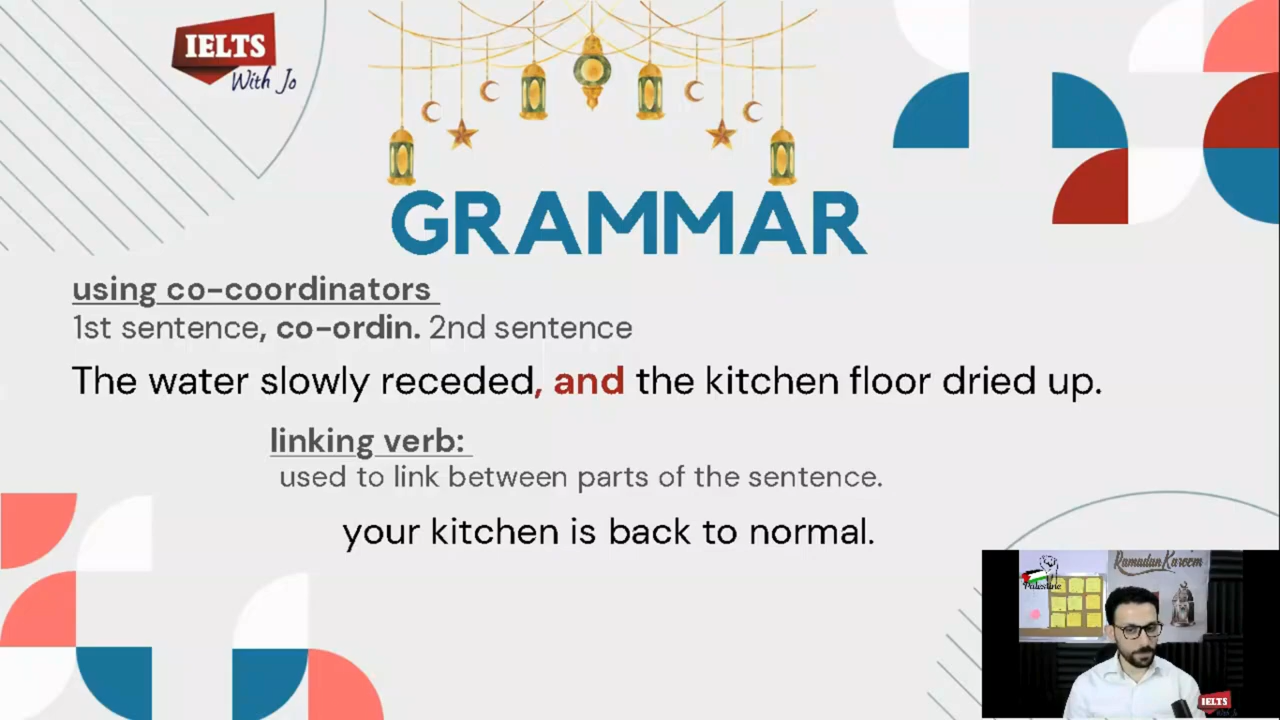 IELTS
With Jo
GRAMMAR
using co-coordinators
1st sentence, co-ordin. 2nd sentence
The water slowly receded, and the kitchen floor dried up.
linking verb:
used to link between parts of the sentence.
your kitchen is back to normal.
Ramadan Kareem
Palestine
IELTS